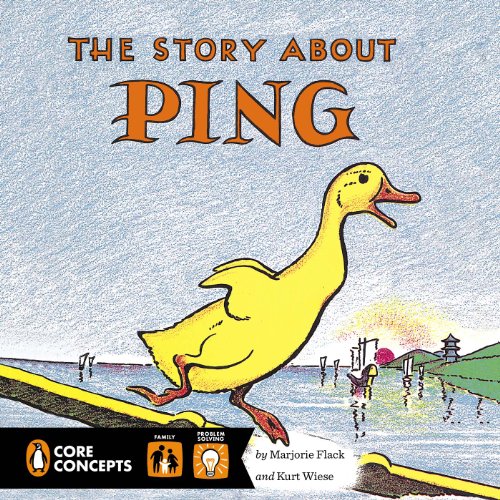 THE STORY ABOUT
PING
FAMILY
PROBLEM
SOLVING
CORE
CONCEPTS
by Marjorie Flack
and Kurt Wiese